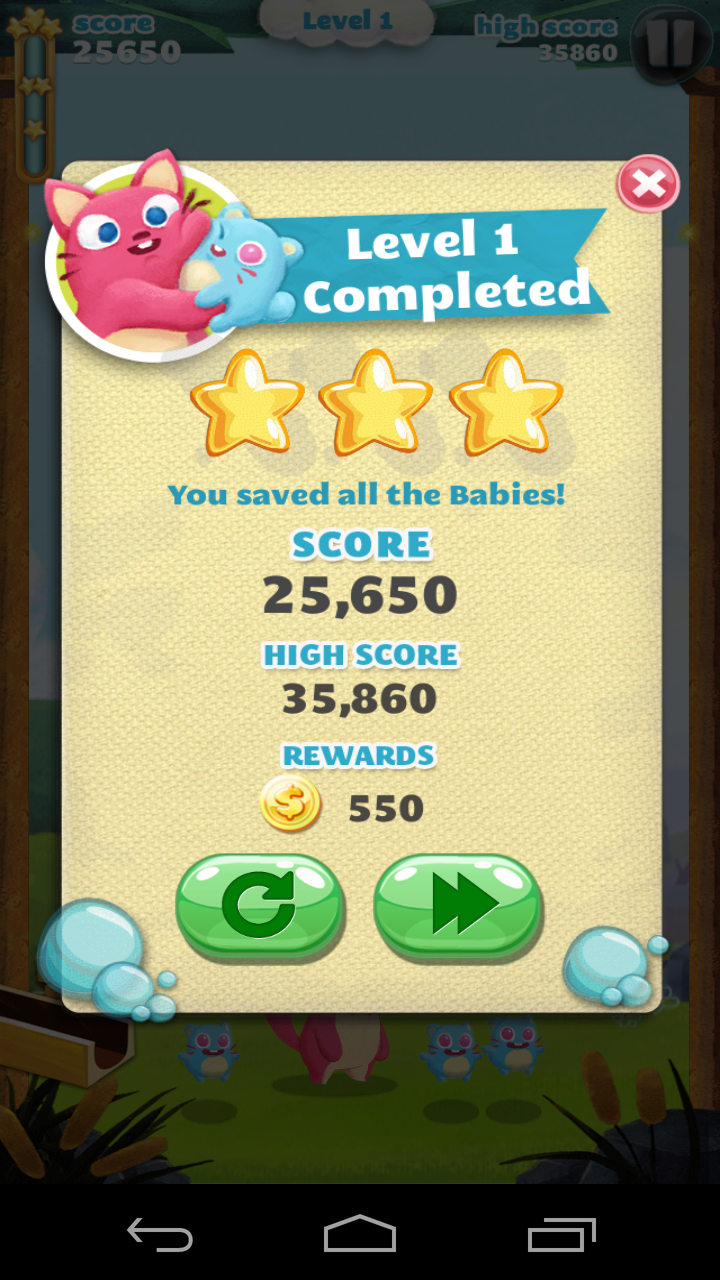 score
25650
Level 1
high score
35860
Level 1
Completed
You saved all the Babies!
SCORE
25,650
HIGH SCORE
35,860
REWARDS
$ 550